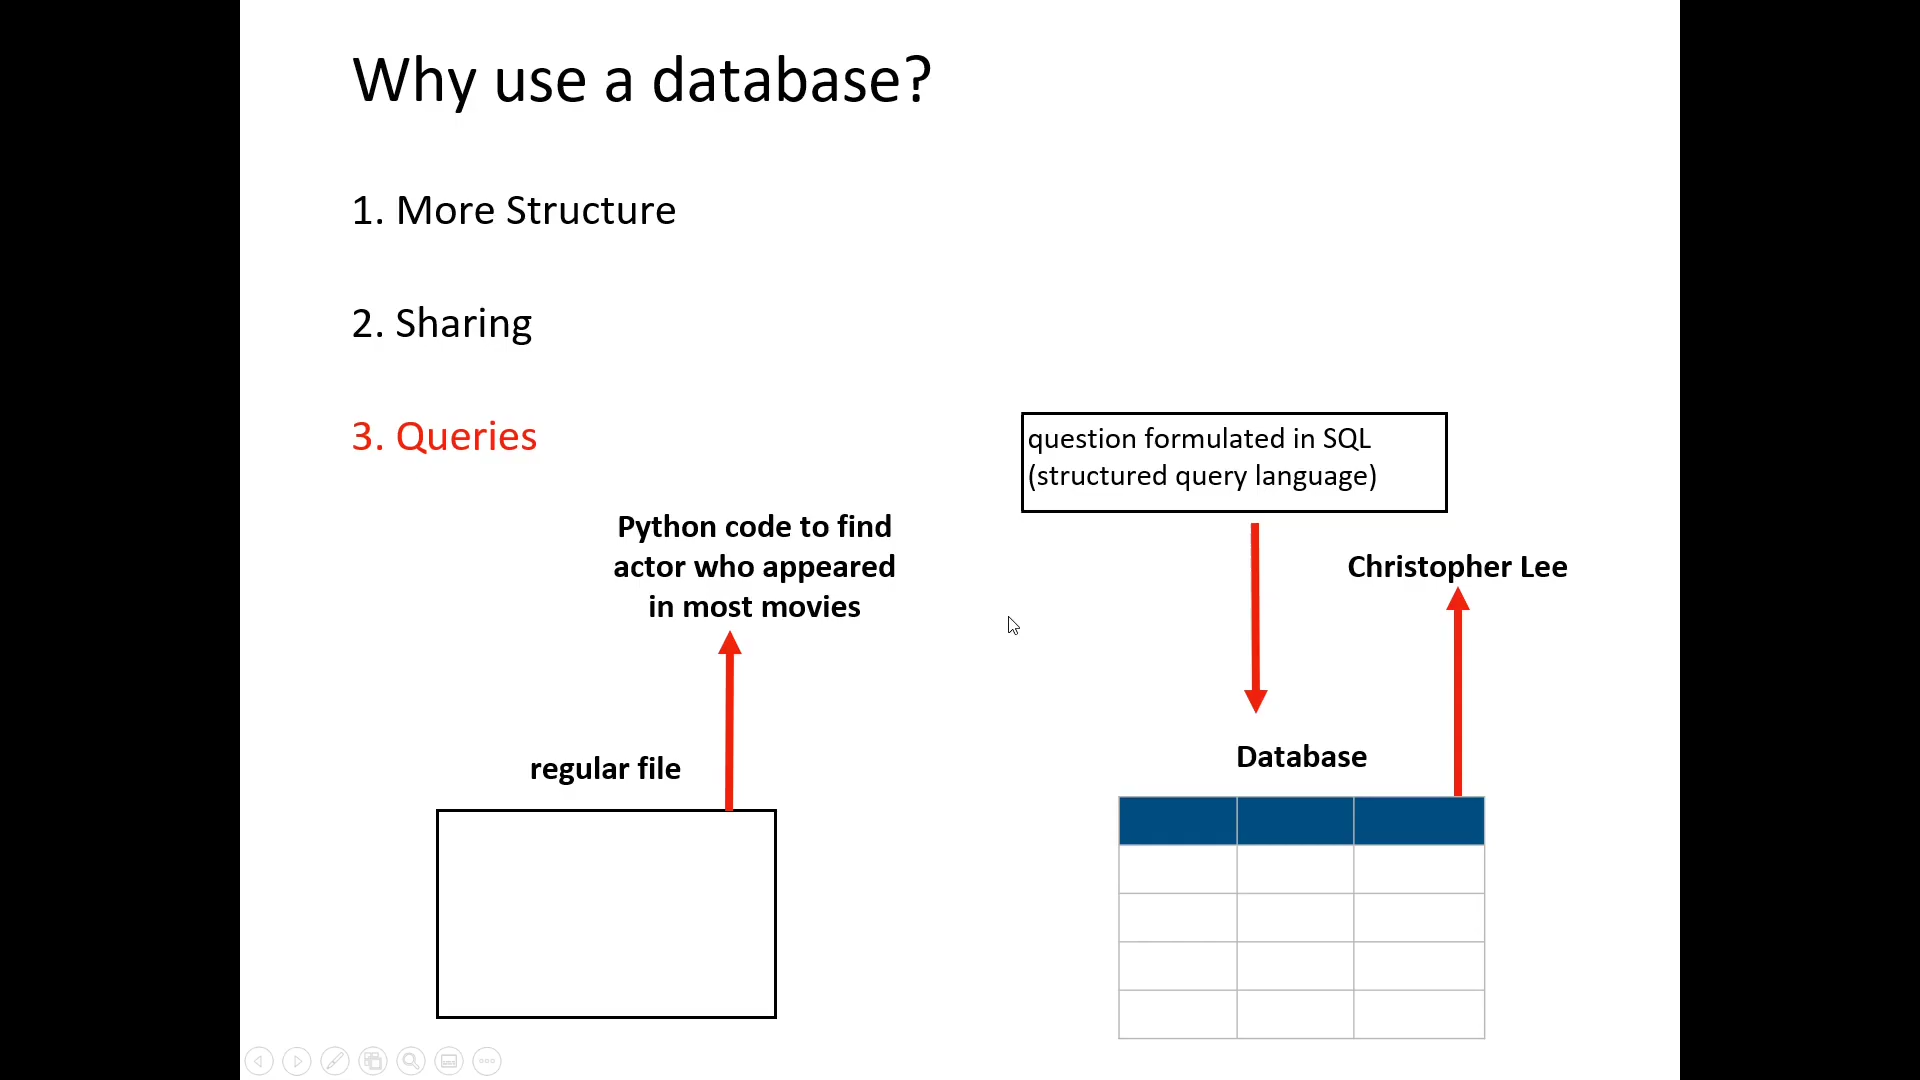 Why use a database?
1. More Structure
2. Sharing
3. Queries
question formulated in SQL
(structured query language)
Python code to find
actor who appeared
in most movies
Christopher Lee
regular file
Database